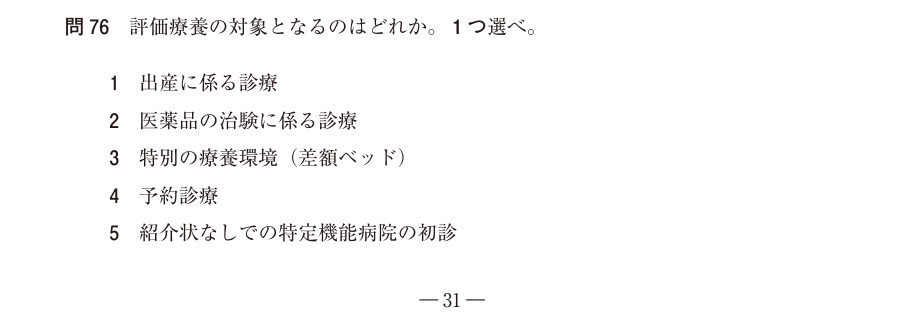 問 76　評価療養の対象となるのはどれか。1 つ選べ。
1　出産に係る診療
2　医薬品の治験に係る診療
3　特別の療養環境（差額ベッド）
4　予約診療
5　紹介状なしでの特定機能病院の初診
― 31 ―